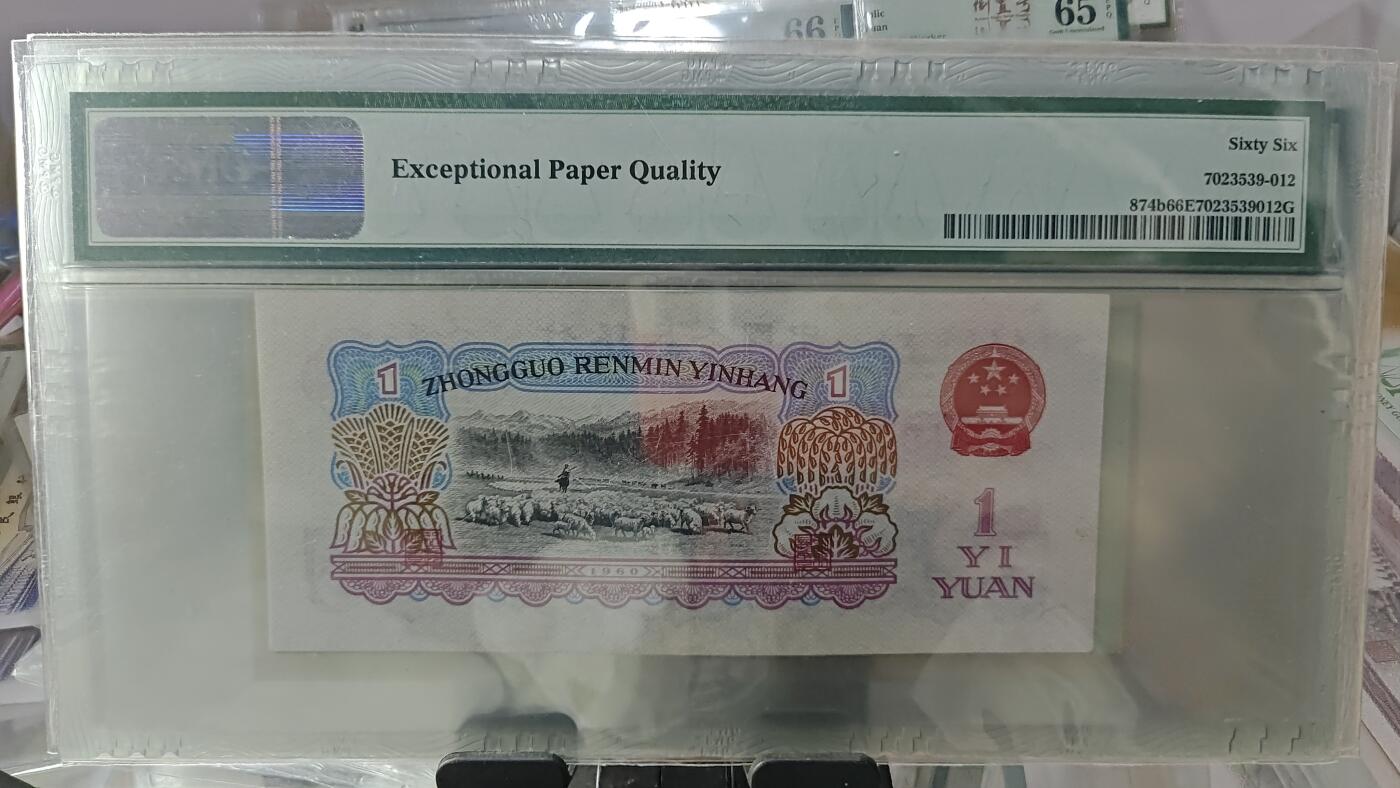 66
65
Exceptional Paper Quality
Sixty Six
7023539-012
874b66E7023539012G
ZHONGGUO RENMIN YINHANG
1
1
1960
1
YI
YUAN